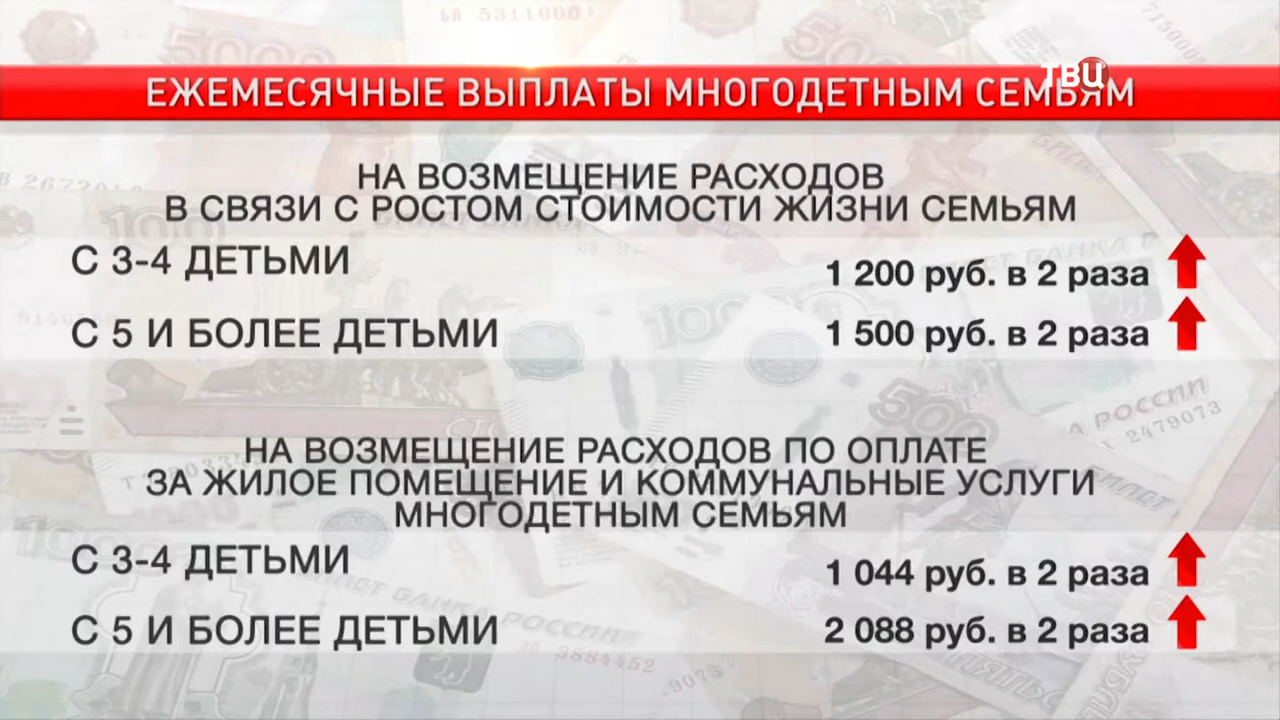 ТВЦ
ЕЖЕМЕСЯЧНЫЕ ВЫПЛАТЫ МНОГОДЕТНЫМ СЕМЬЯМ
НА ВОЗМЕЩЕНИЕ РАСХОДОВ
В СВЯЗИ С РОСТОМ СТОИМОСТИ ЖИЗНИ СЕМЬЯМ
С 3-4 ДЕТЬМИ
1 200 руб. в 2 раза
С 5 И БОЛЕЕ ДЕТЬМИ
1 500 руб. в 2 раза
НА ВОЗМЕЩЕНИЕ РАСХОДОВ ПО ОПЛАТЕ
ЗА ЖИЛОЕ ПОМЕЩЕНИЕ И КОММУНАЛЬНЫЕ УСЛУГИ
МНОГОДЕТНЫМ СЕМЬЯМ
С 3-4 ДЕТЬМИ
1 044 руб. в 2 раза
С 5 И БОЛЕЕ ДЕТЬМИ
2 088 руб. в 2 раза